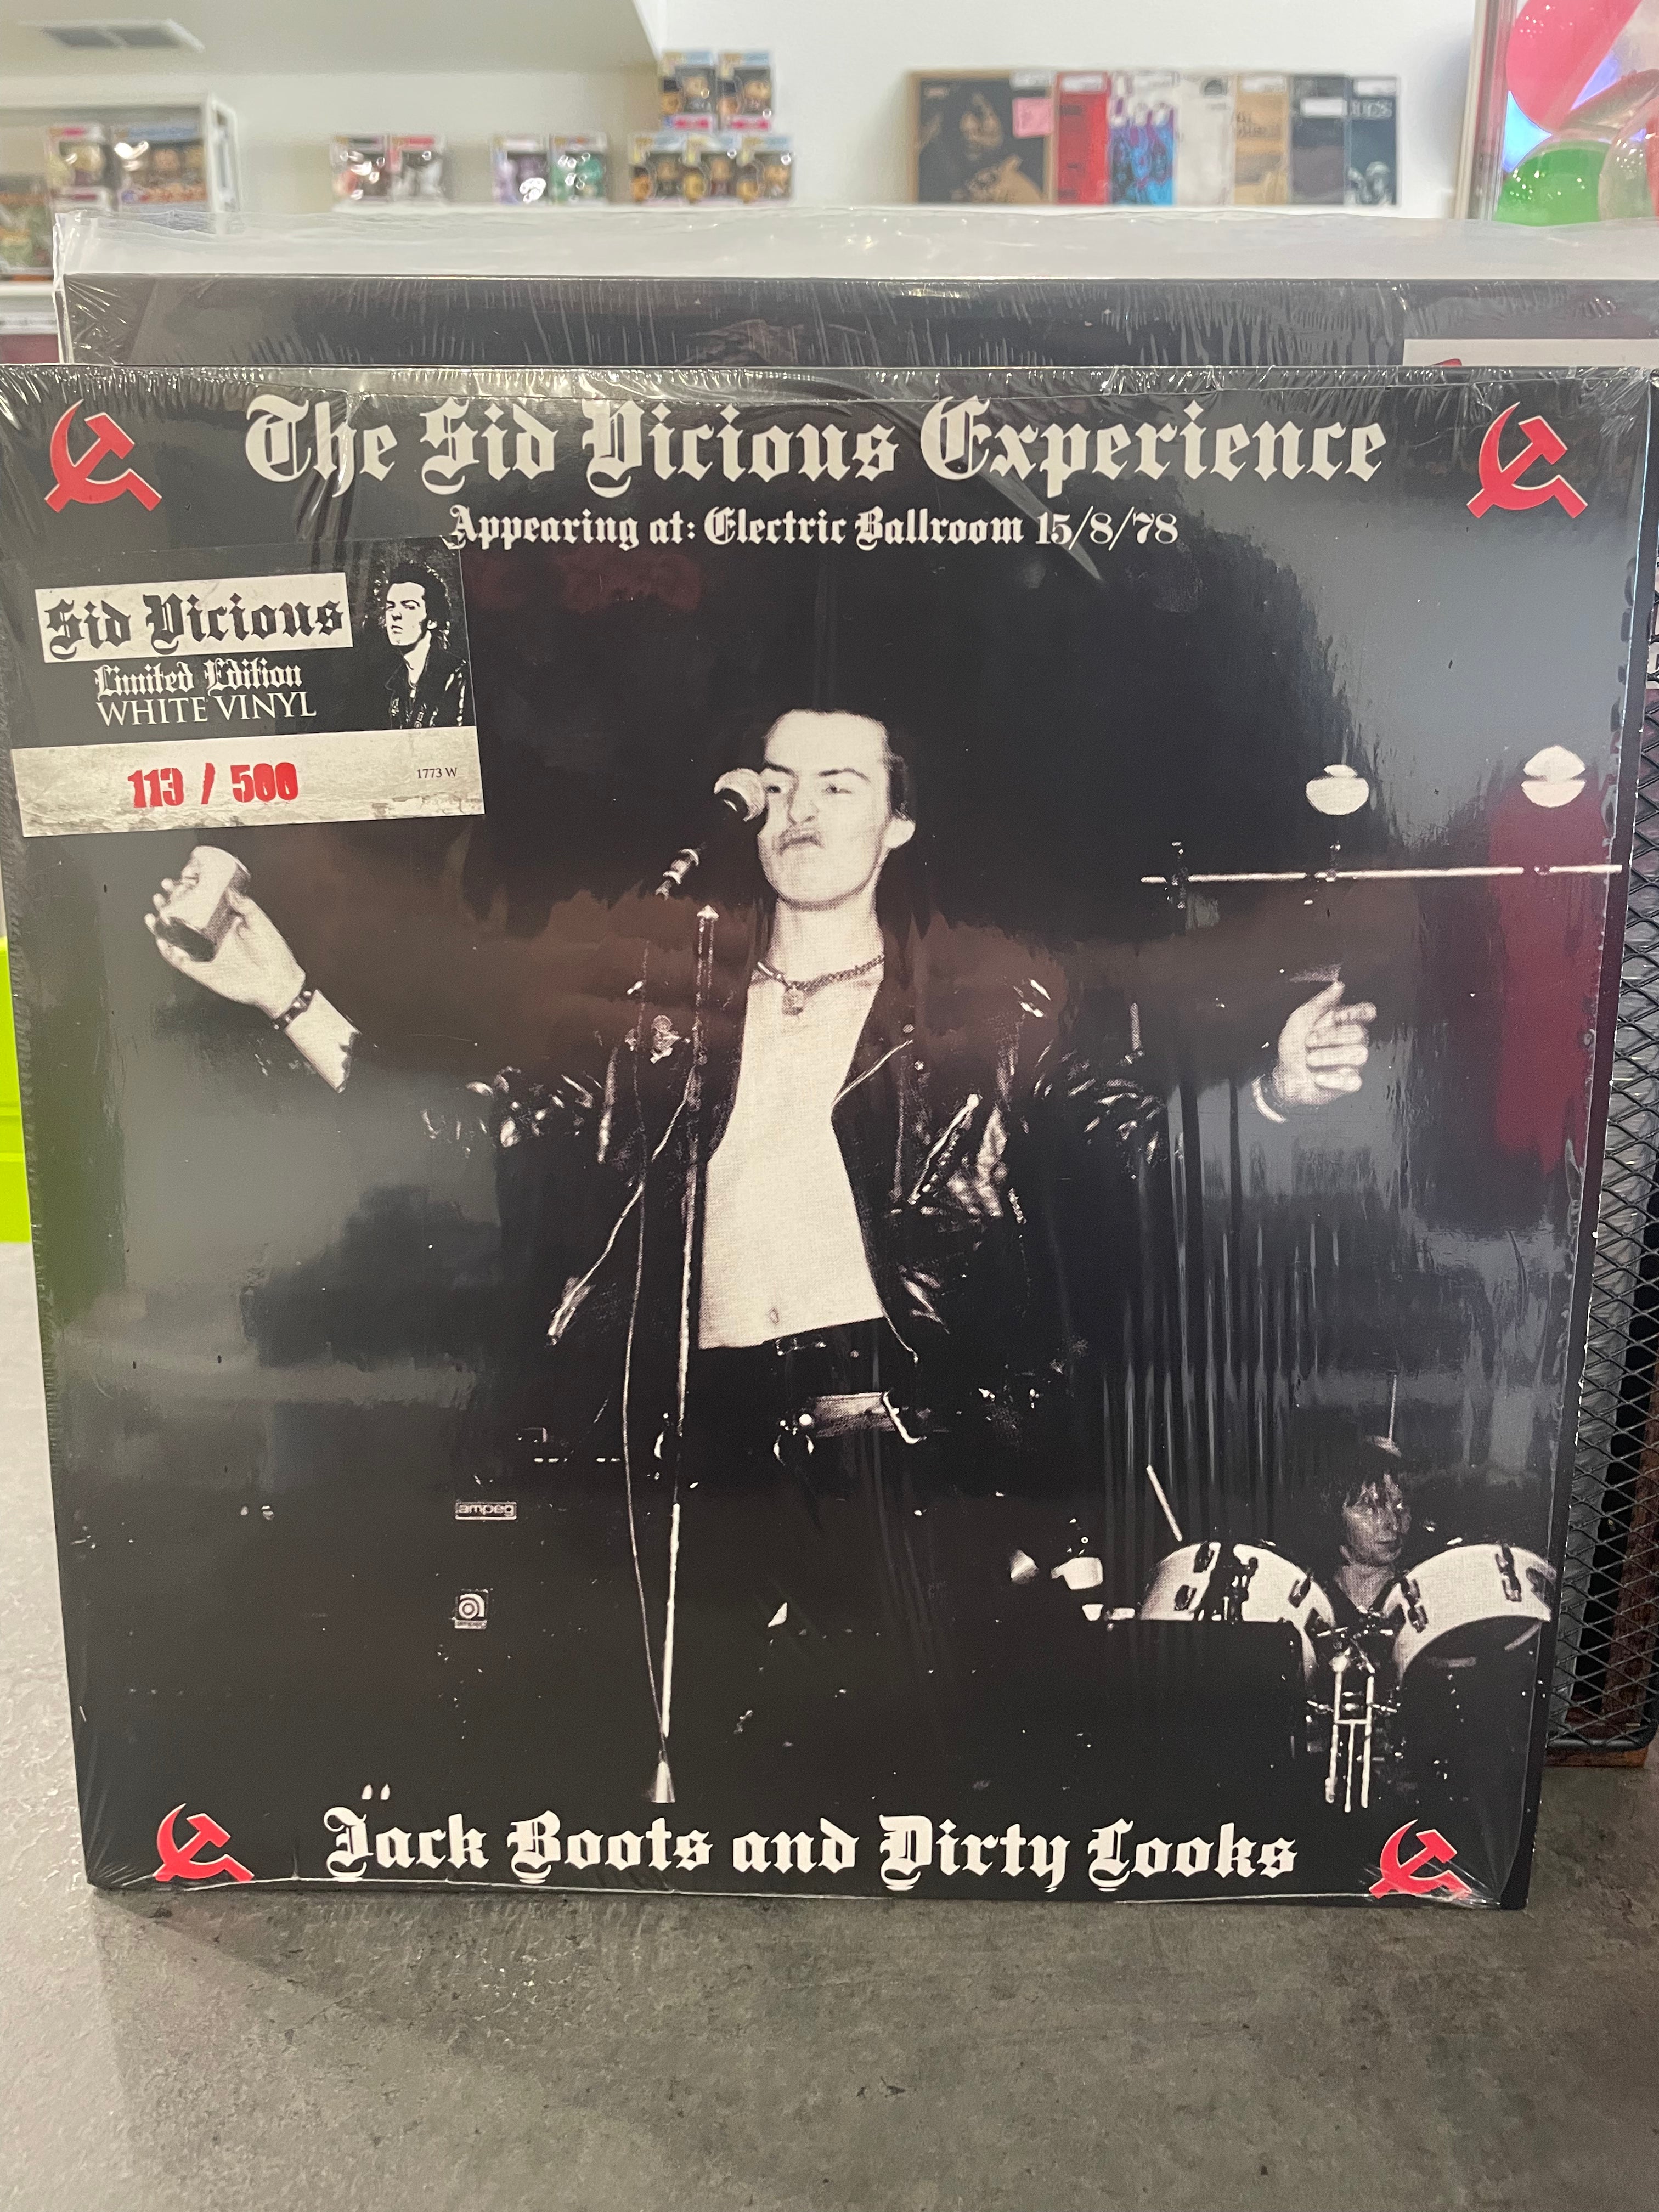 The Sid Vicious Experience
Appearing at: Electric Ballroom 15/8/78
Sid Vicious
Limited Edition
WHITE VINYL
113 / 500
1773 W
ampeg
Jäck Boots and Dirty Looks